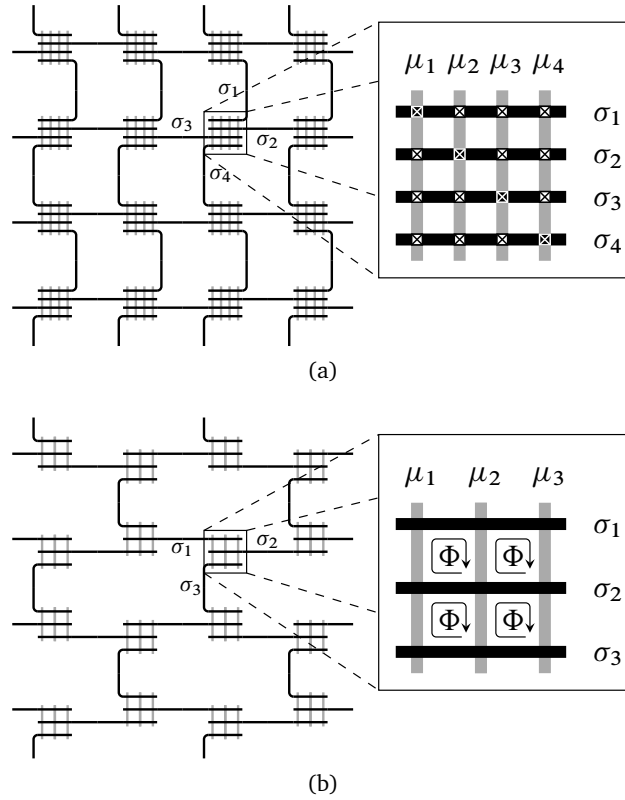 μ₁ μ₂ μ₃ μ₄
σ₁
σ₁
σ₃
σ₂
σ₂
σ₃
σ₄
σ₄
(a)
μ₁ μ₂ μ₃
σ₁
σ₁ σ₂
Φ Φ
σ₂
σ₃
Φ Φ
σ₃
(b)